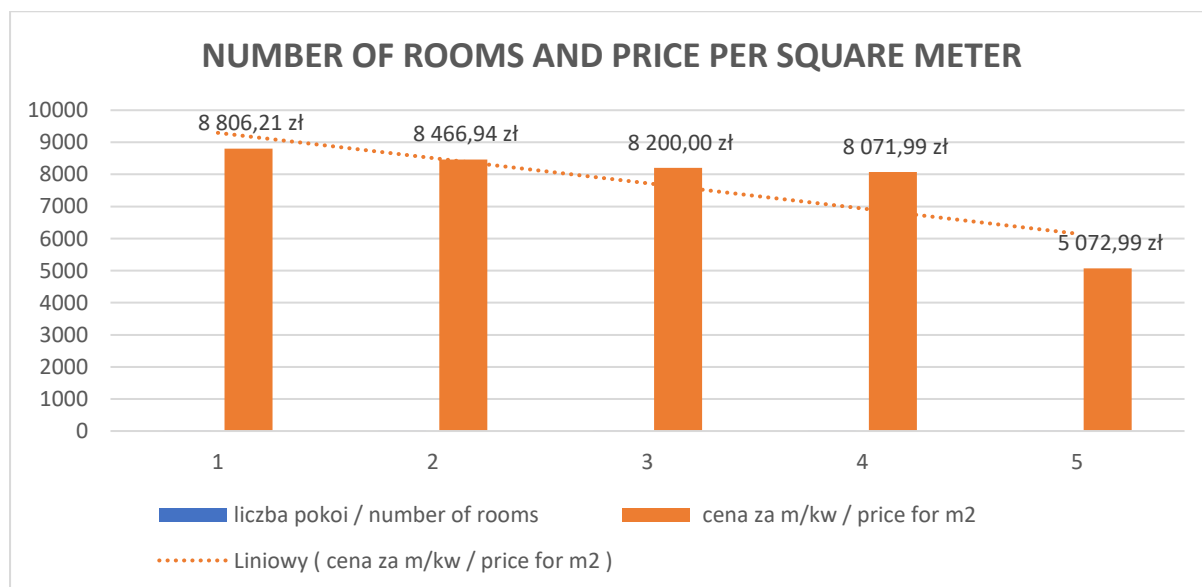 NUMBER OF ROOMS AND PRICE PER SQUARE METER
10000
9000
8000
7000
6000
5000
4000
3000
2000
1000
0
8 806,21 zł
8 466,94 zł
8 200,00 zł
8 071,99 zł
5 072,99 zł
1 2 3 4 5
liczba pokoi / number of rooms cena za m/kw / price for m2
Liniowy ( cena za m/kw / price for m2 )